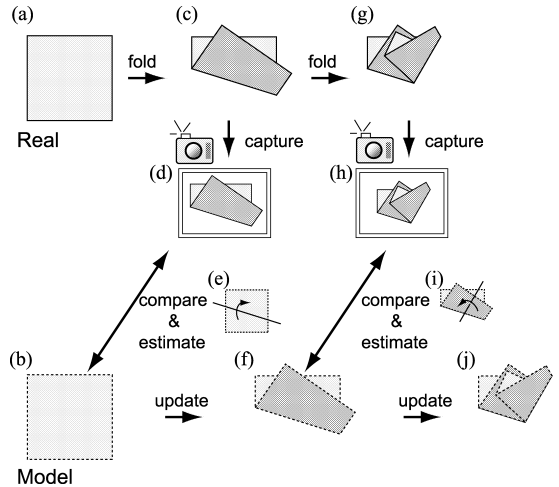 (a)
(c)
(g)
fold
fold
Real
capture
capture
(d)
(h)
(e)
(i)
compare
&
estimate
compare
&
estimate
(b)
(f)
(j)
update
update
Model